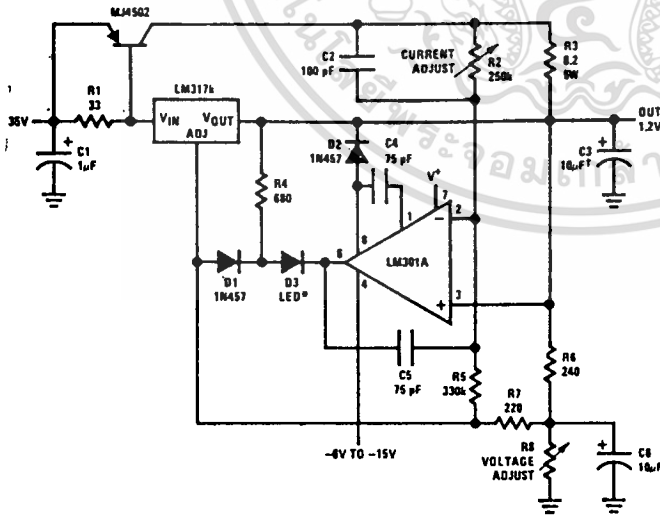 MJ4502
C2
100 pF
CURRENT
ADJUST
R2
250k
R3
0.2
5W
35V
R1
33
LM317k
VIN
VOUT
ADJ
C1
1µF
D2
1N457
C4
75 pF
V+
OUT
1.2V
C3
10µF†
R4
680
1
7
2
8
6
LM301A
4
3
D1
1N457
D3
LED*
C5
75 pF
R5
330k
R6
240
R7
220
R8
VOLTAGE
ADJUST
C6
10µF
-6V TO -15V